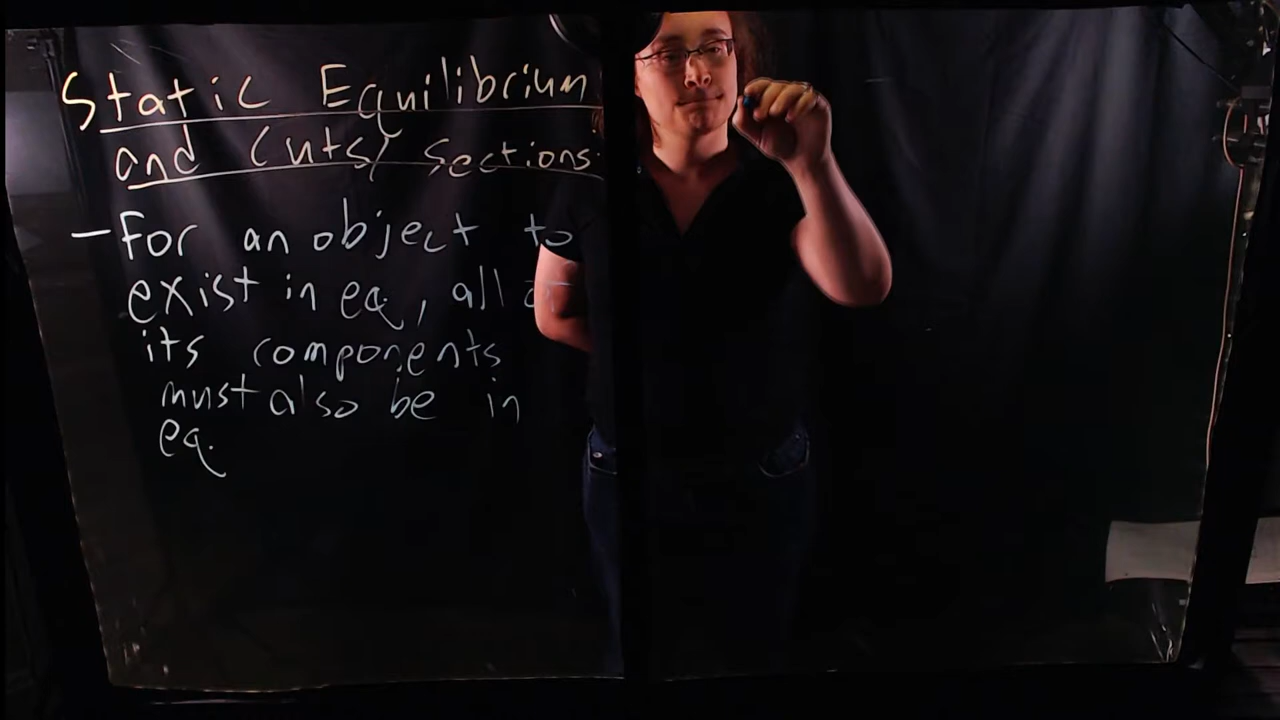 Static Equilibrium
and Cuts/ Sections
- For an object to
exist in eq., all of
its components
must also be in
eq.